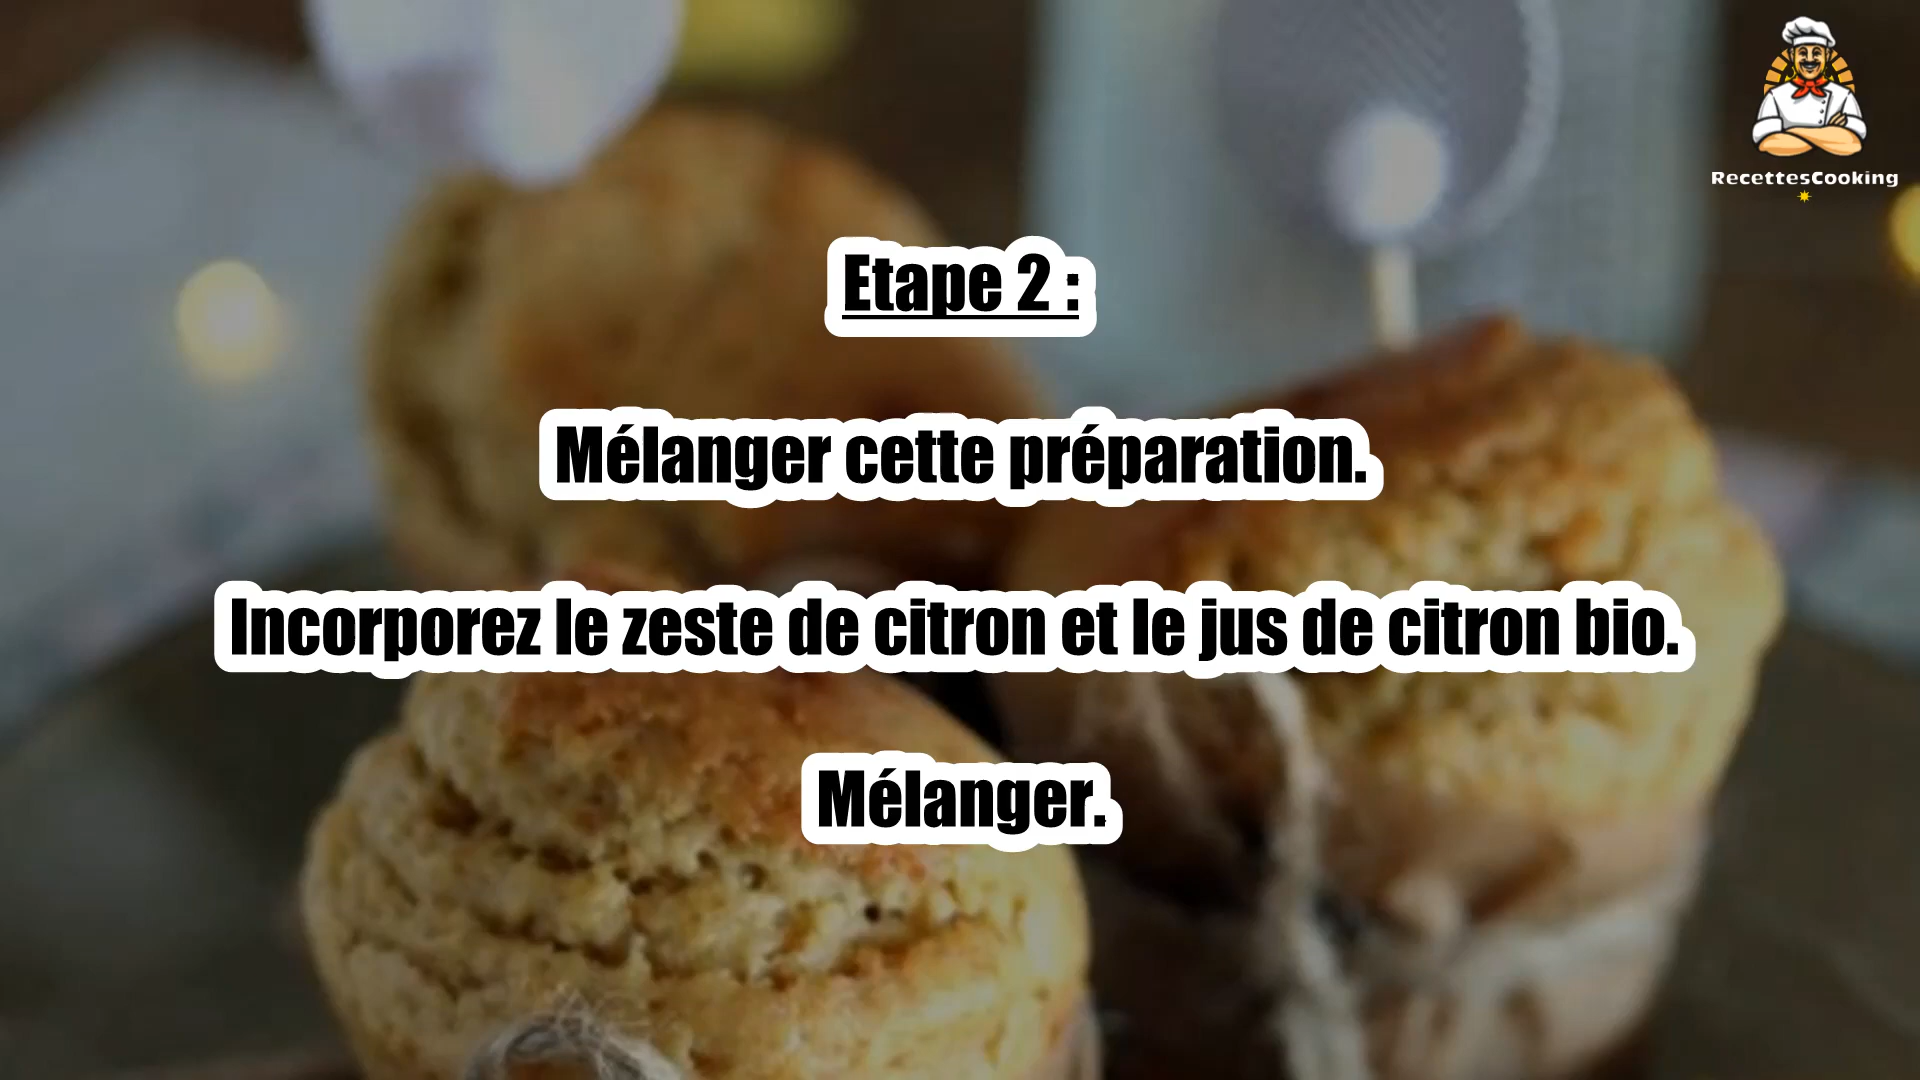 RecettesCooking
Etape 2 :
Mélanger cette préparation.
Incorporez le zeste de citron et le jus de citron bio.
Mélanger.